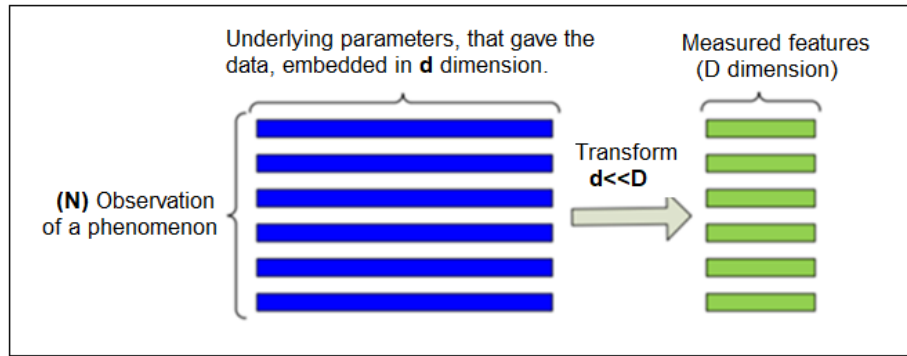 Underlying parameters, that gave the
data, embedded in d dimension.
Measured features
(D dimension)
(N) Observation
of a phenomenon
Transform
d<<D